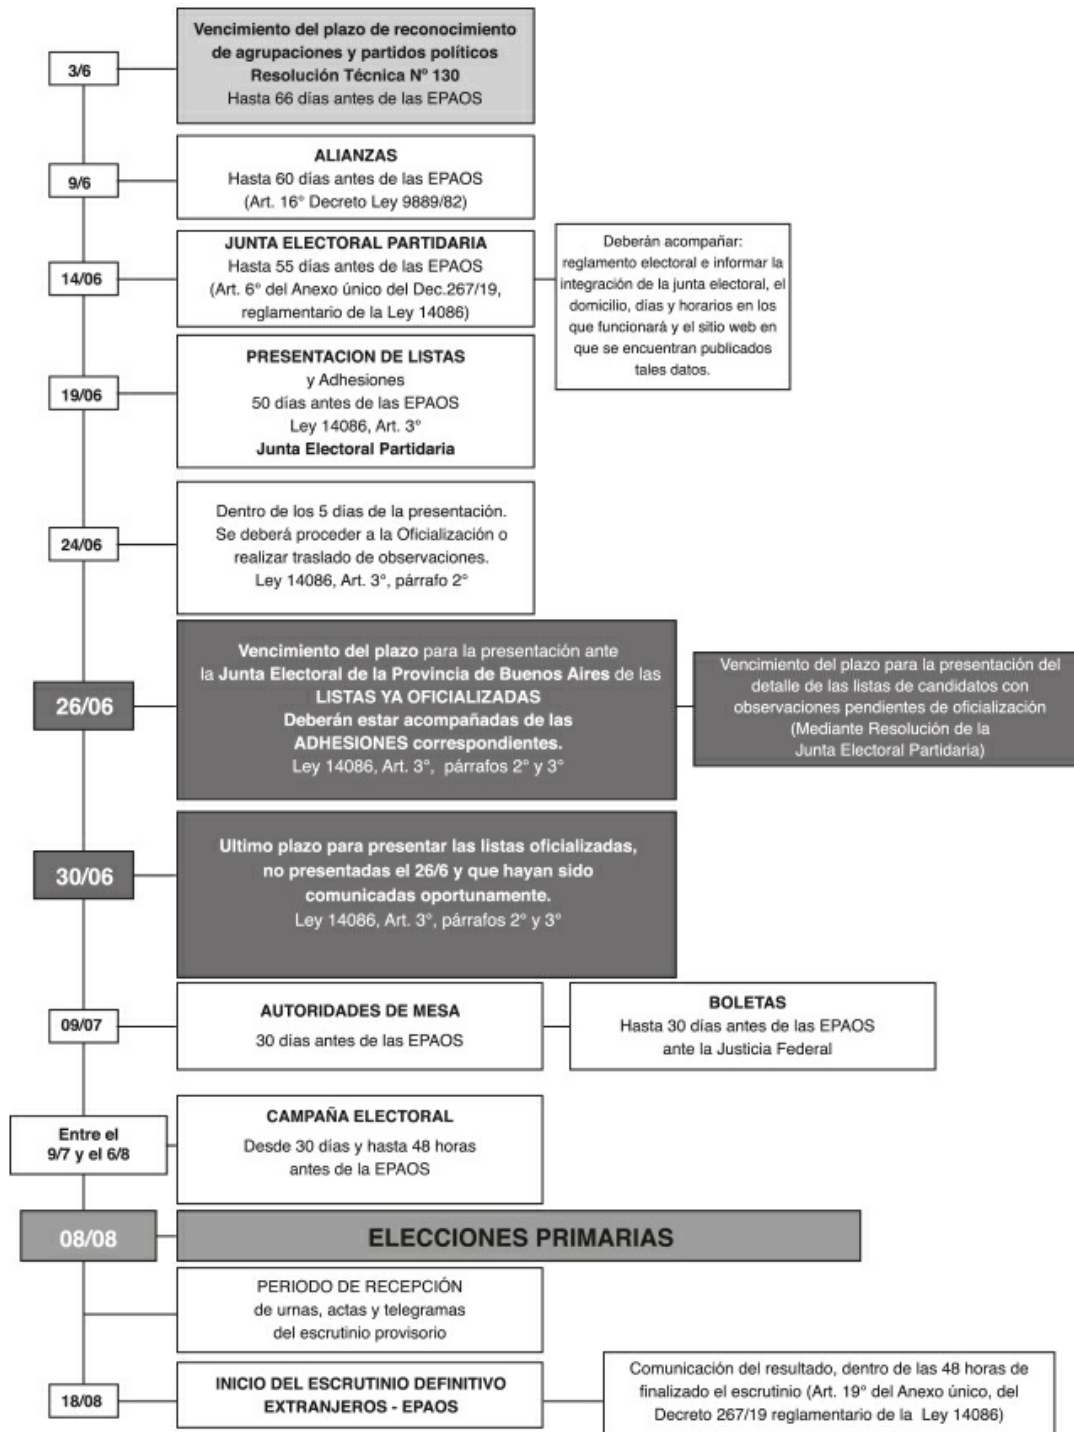 3/6
Vencimiento del plazo de reconocimiento
de agrupaciones y partidos políticos
Resolución Técnica Nº 130
Hasta 66 días antes de las EPAOS
9/6
ALIANZAS
Hasta 60 días antes de las EPAOS
(Art. 16° Decreto Ley 9889/82)
14/06
JUNTA ELECTORAL PARTIDARIA
Hasta 55 días antes de las EPAOS
(Art. 6° del Anexo único del Dec.267/19,
reglamentario de la Ley 14086)
Deberán acompañar:
reglamento electoral e informar la
integración de la junta electoral, el
domicilio, días y horarios en los
que funcionará y el sitio web en
que se encuentran publicados
tales datos.
19/06
PRESENTACION DE LISTAS
y Adhesiones
50 días antes de las EPAOS
Ley 14086, Art. 3°
Junta Electoral Partidaria
24/06
Dentro de los 5 días de la presentación.
Se deberá proceder a la Oficialización o
realizar traslado de observaciones.
Ley 14086, Art. 3°, párrafo 2°
26/06
Vencimiento del plazo para la presentación ante
la Junta Electoral de la Provincia de Buenos Aires de las
LISTAS YA OFICIALIZADAS
Deberán estar acompañadas de las
ADHESIONES correspondientes.
Ley 14086, Art. 3°, párrafos 2° y 3°
Vencimiento del plazo para la presentación del
detalle de las listas de candidatos con
observaciones pendientes de oficialización
(Mediante Resolución de la
Junta Electoral Partidaria)
30/06
Ultimo plazo para presentar las listas oficializadas,
no presentadas el 26/6 y que hayan sido
comunicadas oportunamente.
Ley 14086, Art. 3°, párrafos 2° y 3°
09/07
AUTORIDADES DE MESA
30 días antes de las EPAOS
BOLETAS
Hasta 30 días antes de las EPAOS
ante la Justicia Federal
Entre el
9/7 y el 6/8
CAMPAÑA ELECTORAL
Desde 30 días y hasta 48 horas
antes de la EPAOS
08/08
ELECCIONES PRIMARIAS
PERIODO DE RECEPCIÓN
de urnas, actas y telegramas
del escrutinio provisorio
18/08
INICIO DEL ESCRUTINIO DEFINITIVO
EXTRANJEROS - EPAOS
Comunicación del resultado, dentro de las 48 horas de
finalizado el escrutinio (Art. 19° del Anexo único, del
Decreto 267/19 reglamentario de la Ley 14086)